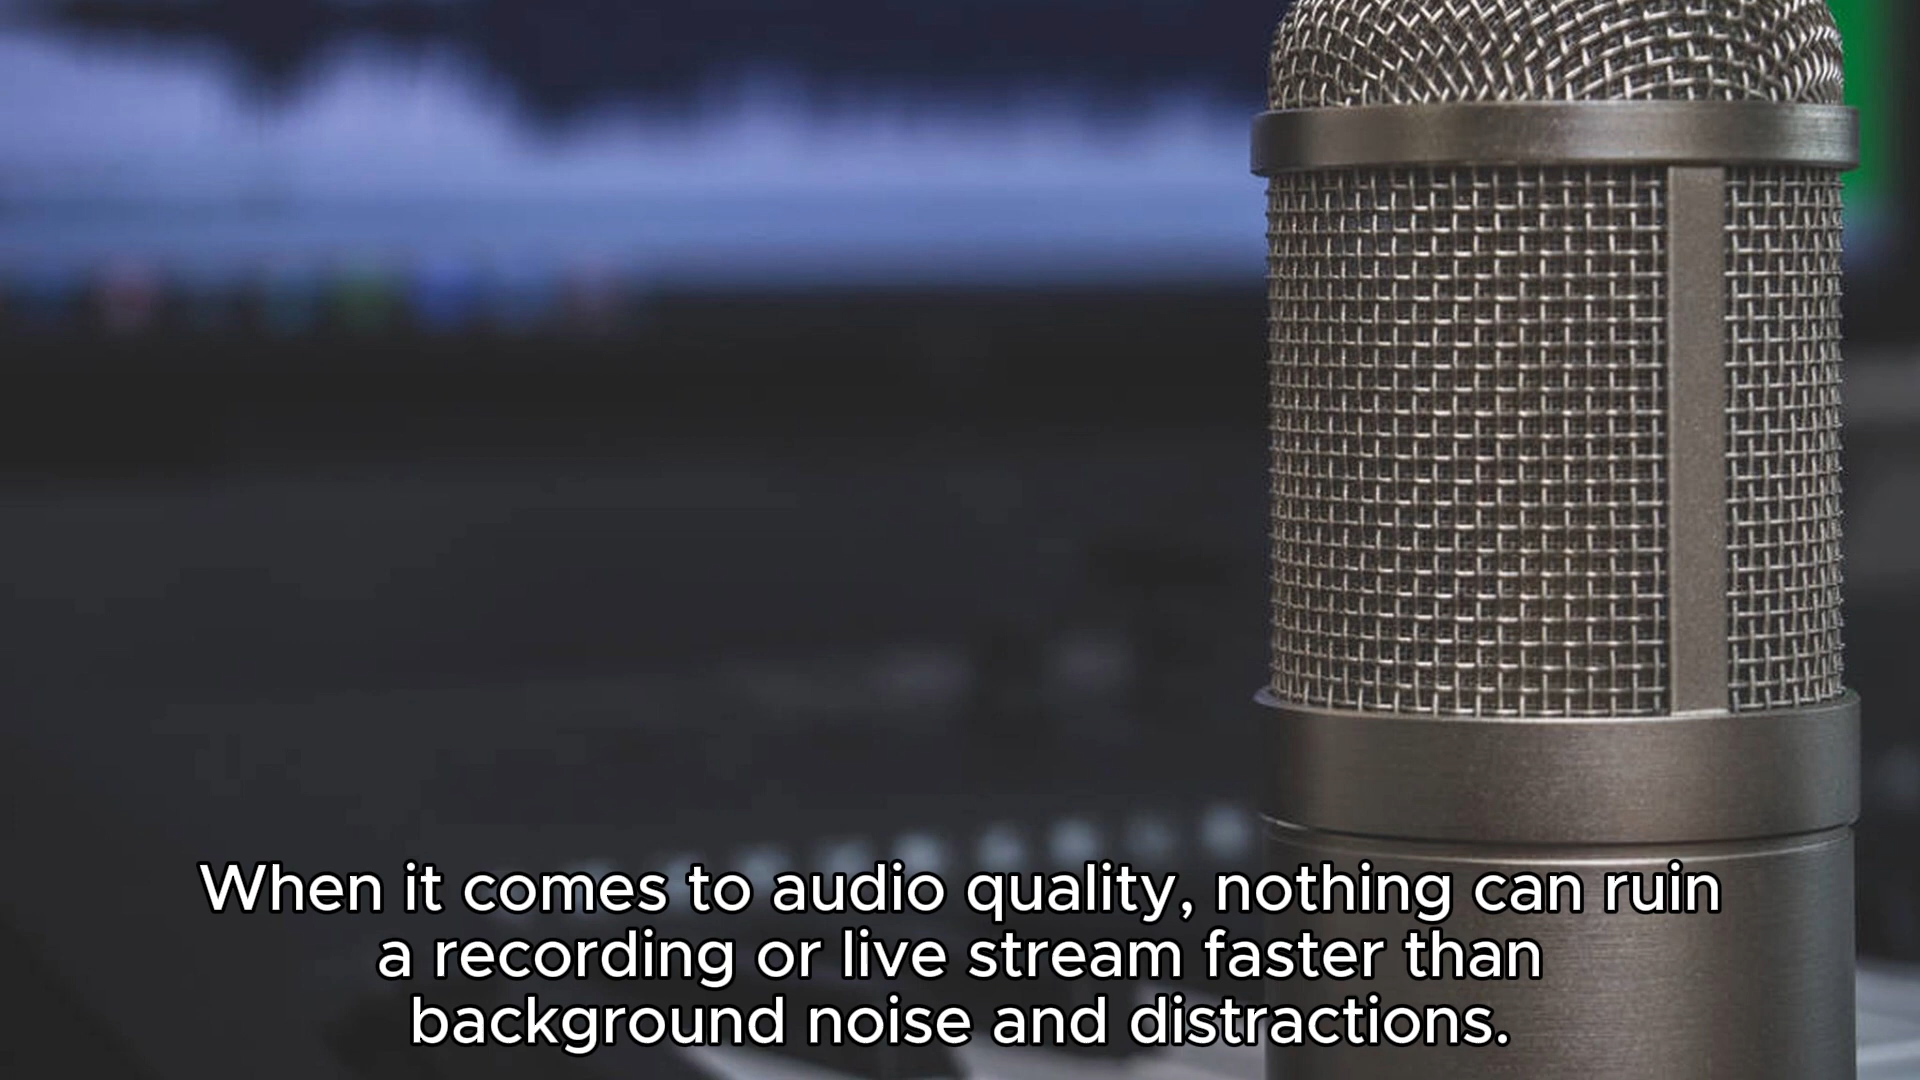 When it comes to audio quality, nothing can ruin
a recording or live stream faster than
background noise and distractions.